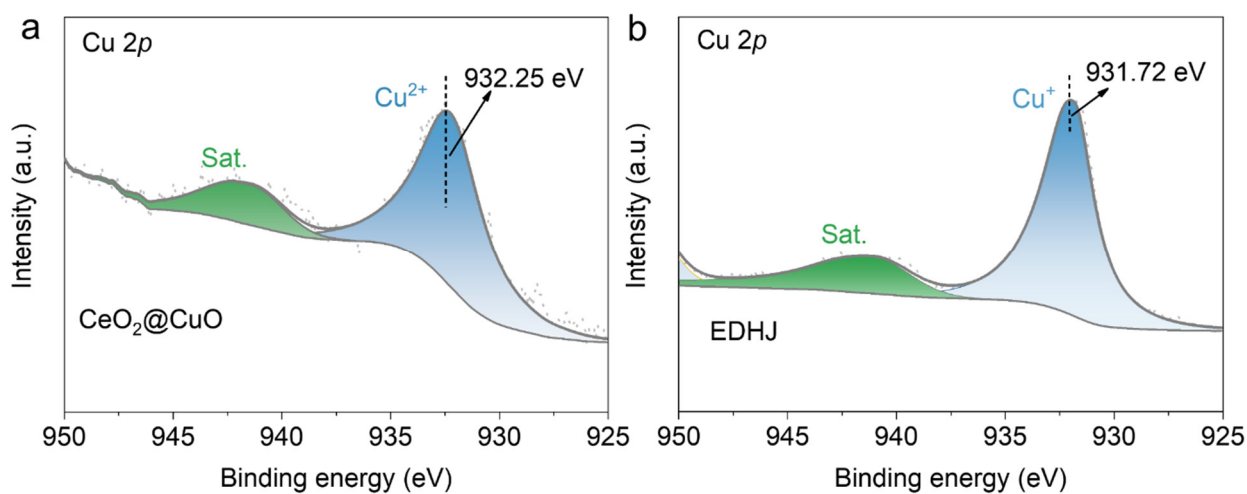 a
Cu 2p
Cu²⁺
932.25 eV
Sat.
CeO₂@CuO
Intensity (a.u.)
950 945 940 935 930 925
Binding energy (eV)
b
Cu 2p
Cu⁺
931.72 eV
Sat.
EDHJ
Intensity (a.u.)
950 945 940 935 930 925
Binding energy (eV)